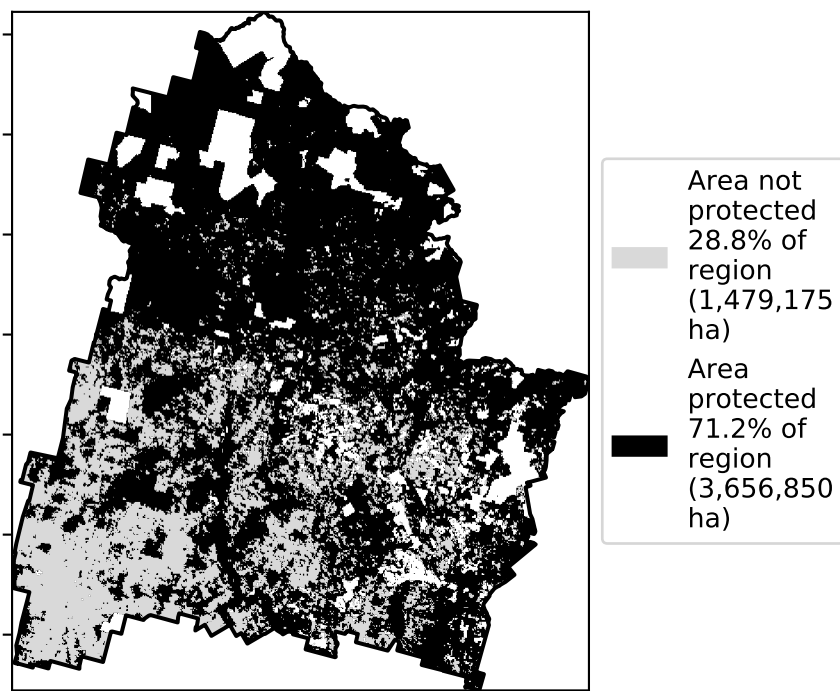 Area not
protected
28.8% of
region
(1,479,175
ha)
Area
protected
71.2% of
region
(3,656,850
ha)